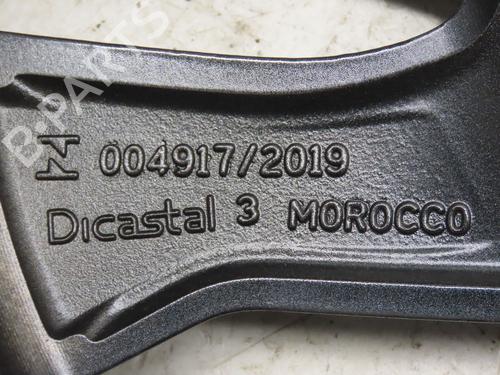 004917/2019
Dicastal 3 MOROCCO
B-PARTS